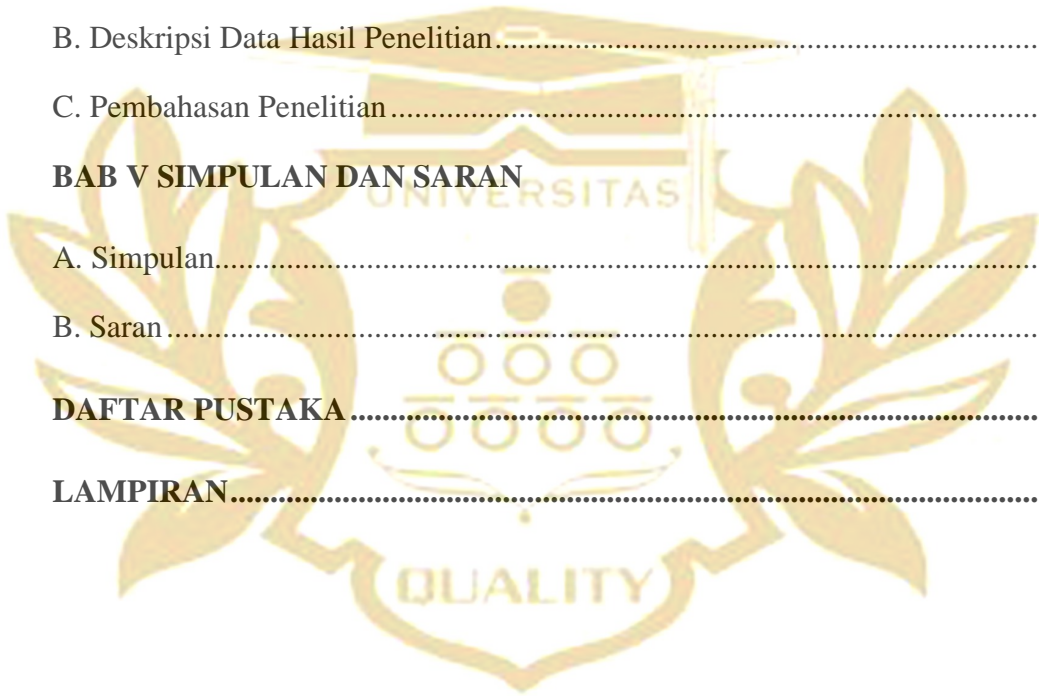 B. Deskripsi Data Hasil Penelitian....................................................................
C. Pembahasan Penelitian.................................................................................
BAB V SIMPULAN DAN SARAN
UNIVERSITAS
A. Simpulan.......................................................................................................
B. Saran.............................................................................................................
DAFTAR PUSTAKA......................................................................................
LAMPIRAN.....................................................................................................
QUALITY